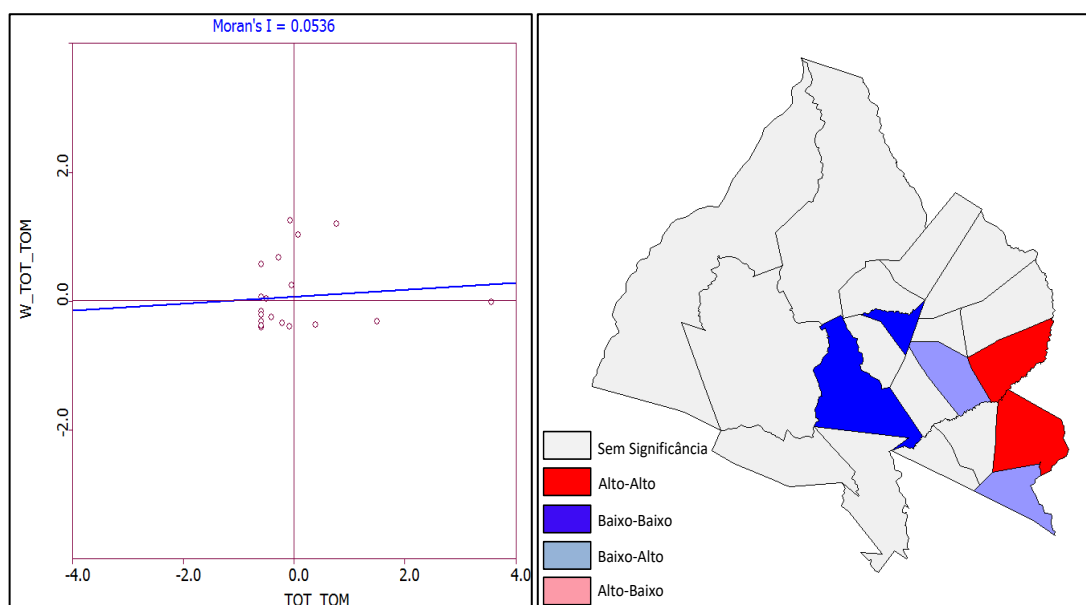 Moran's I = 0.0536
W_TOT_TOM
2.0
0.0
-2.0
-4.0
-2.0
0.0
2.0
4.0
TOT_TOM
Sem Significância
Alto-Alto
Baixo-Baixo
Baixo-Alto
Alto-Baixo